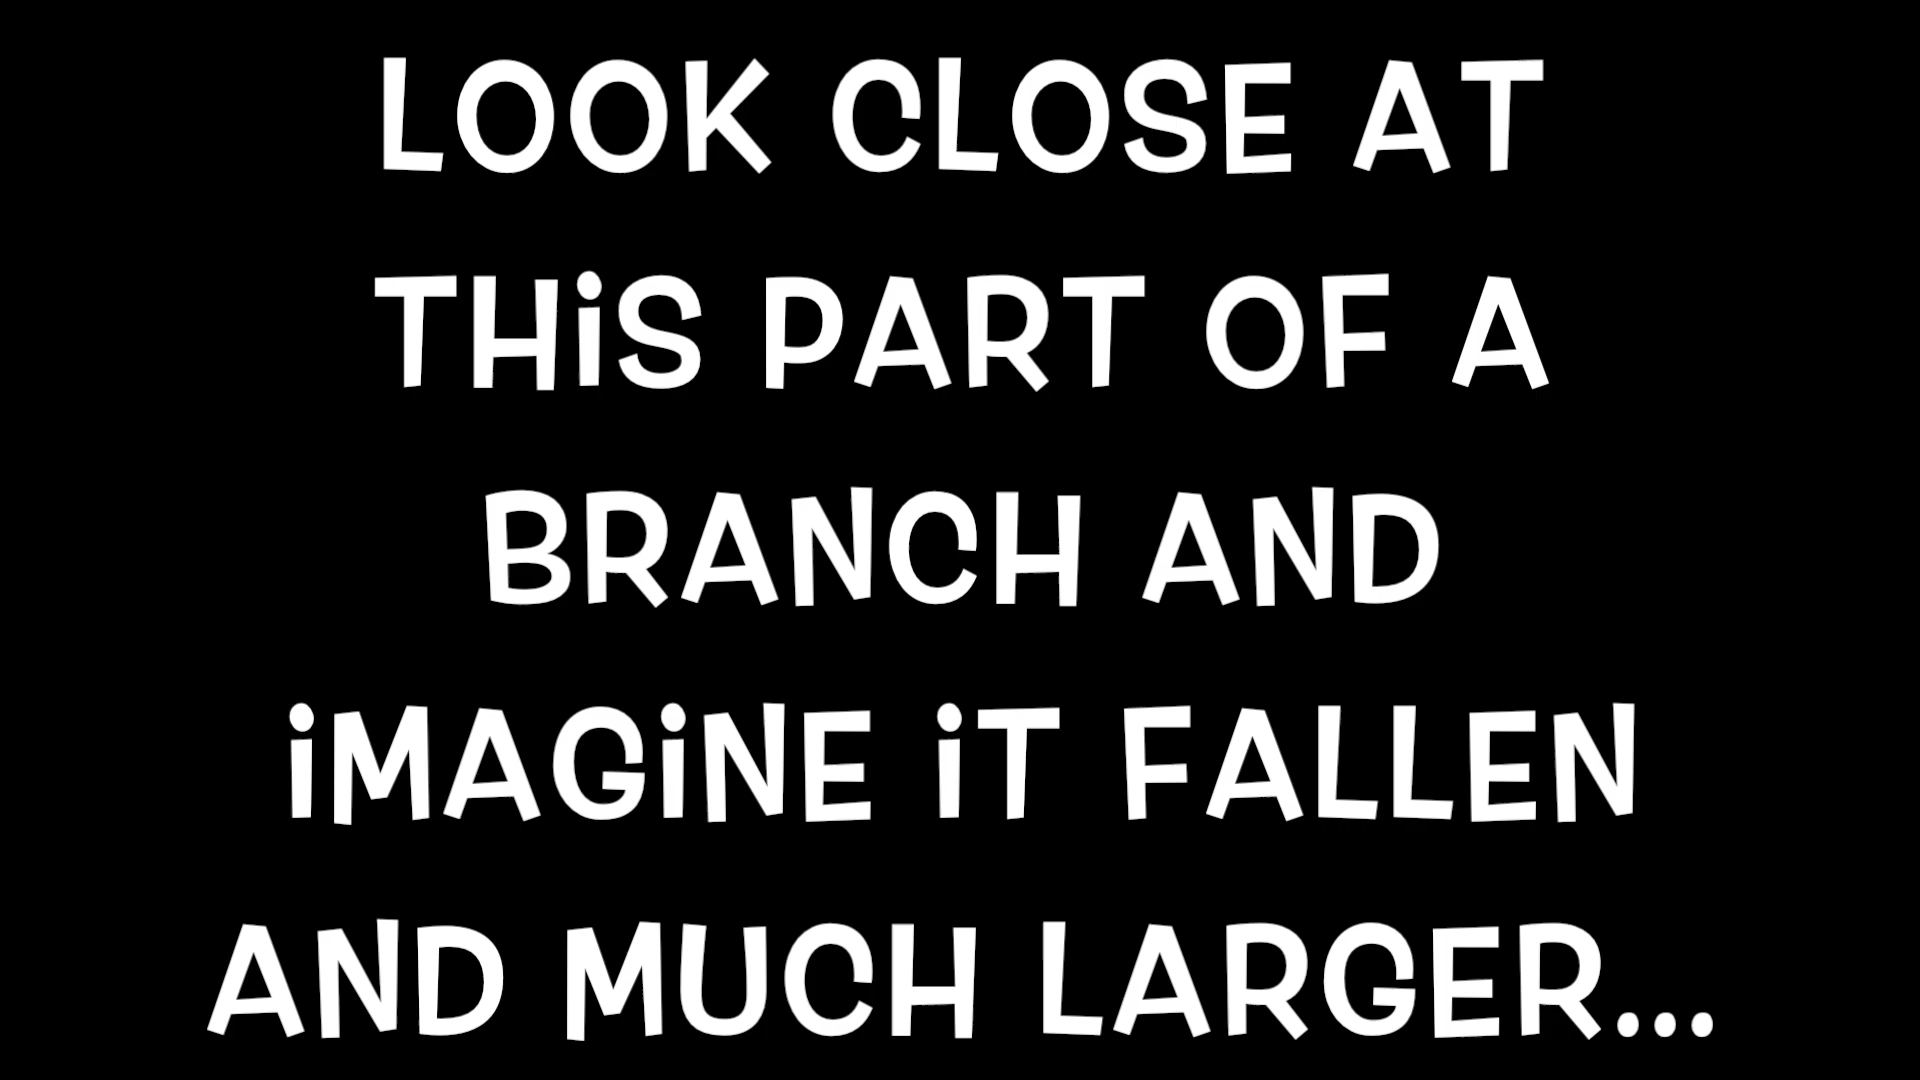 LOOK CLOSE AT
THiS PART OF A
BRANCH AND
iMAGiNE iT FALLEN
AND MUCH LARGER...